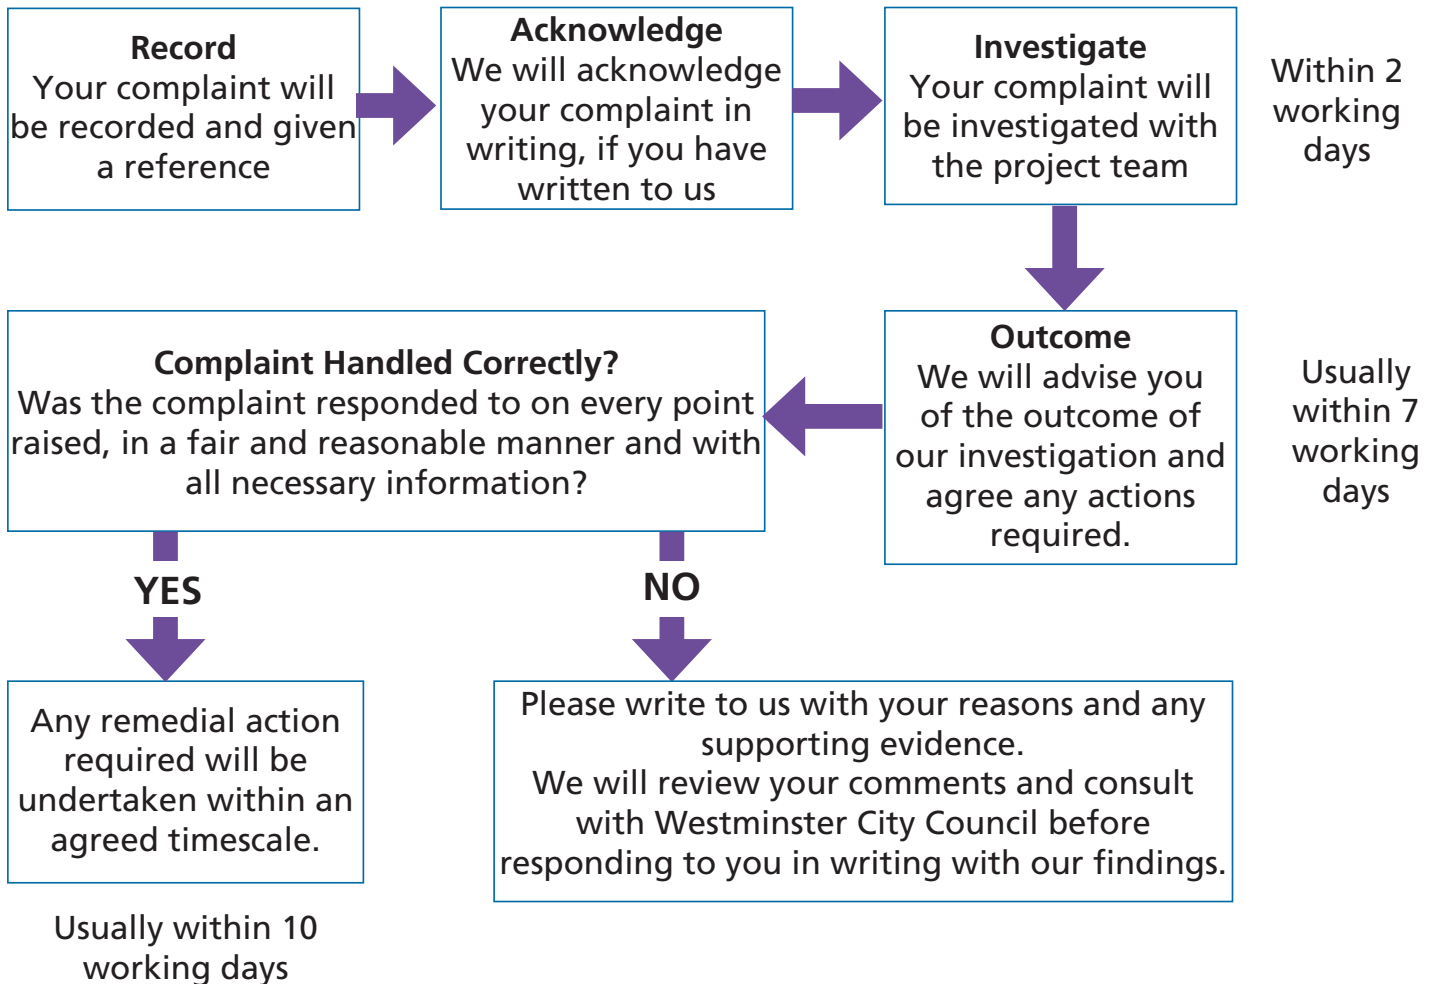 Record
Your complaint will
be recorded and given
a reference
Acknowledge
We will acknowledge
your complaint in
writing, if you have
written to us
Investigate
Your complaint will
be investigated with
the project team
Within 2
working
days
Complaint Handled Correctly?
Was the complaint responded to on every point
raised, in a fair and reasonable manner and with
all necessary information?
Outcome
We will advise you
of the outcome of
our investigation and
agree any actions
required.
Usually
within 7
working
days
YES
NO
Any remedial action
required will be
undertaken within an
agreed timescale.
Please write to us with your reasons and any
supporting evidence.
We will review your comments and consult
with Westminster City Council before
responding to you in writing with our findings.
Usually within 10
working days